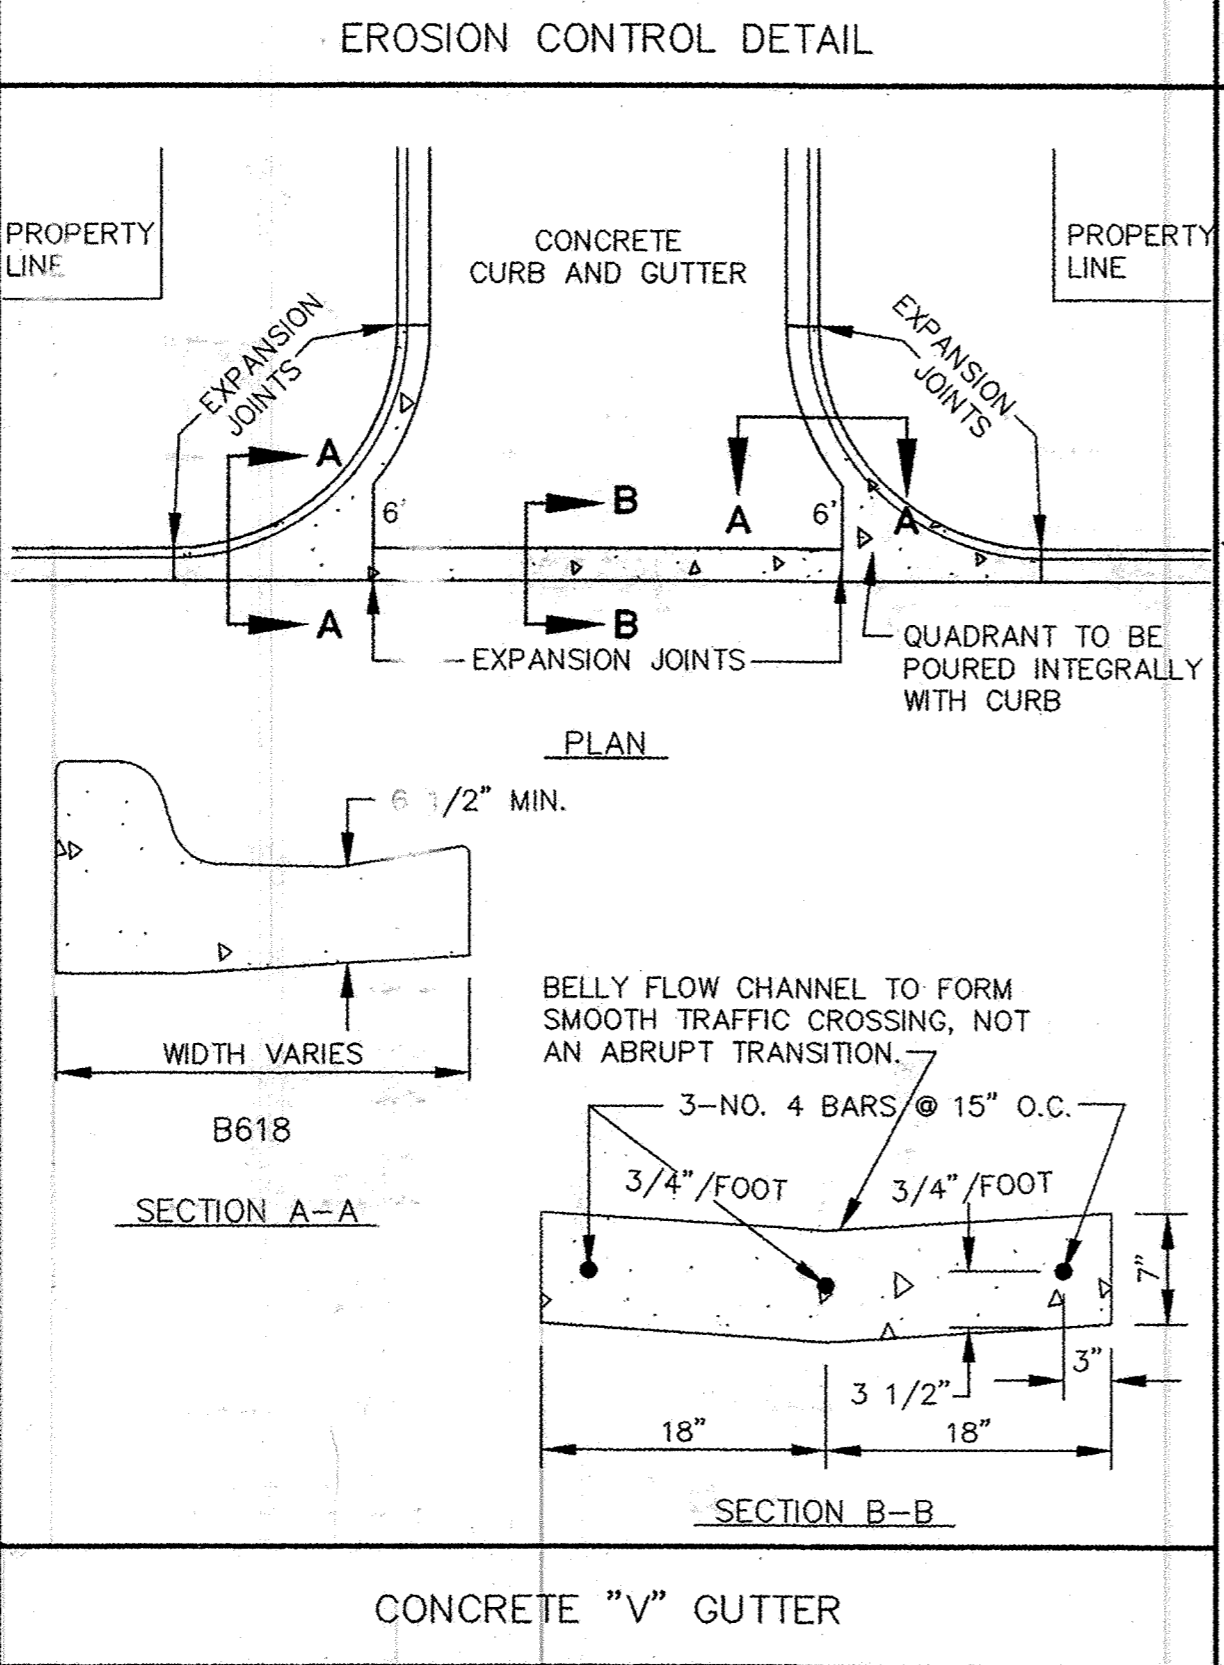 EROSION CONTROL DETAIL
PROPERTY
LINE
CONCRETE
CURB AND GUTTER
PROPERTY
LINE
EXPANSION
JOINTS
EXPANSION
JOINTS
A
A
B
B
A
A
6'
6'
EXPANSION JOINTS
QUADRANT TO BE
POURED INTEGRALLY
WITH CURB
PLAN
6 1/2" MIN.
WIDTH VARIES
B618
SECTION A-A
BELLY FLOW CHANNEL TO FORM
SMOOTH TRAFFIC CROSSING, NOT
AN ABRUPT TRANSITION.
3-NO. 4 BARS @ 15" O.C.
3/4"/FOOT
3/4"/FOOT
7"
3"
3 1/2"
18"
18"
SECTION B-B
CONCRETE "V" GUTTER